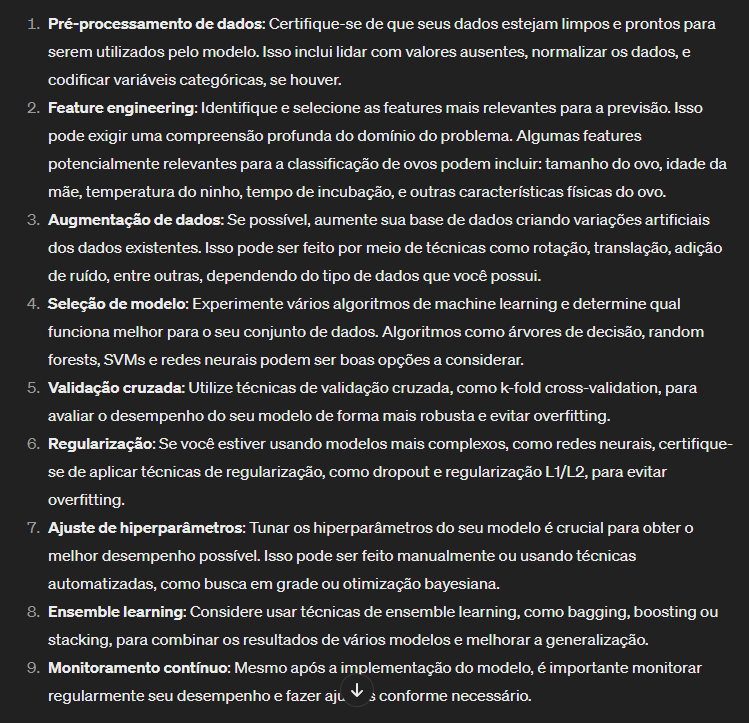 1. Pré-processamento de dados: Certifique-se de que seus dados estejam limpos e prontos para
serem utilizados pelo modelo. Isso inclui lidar com valores ausentes, normalizar os dados, e
codificar variáveis categóricas, se houver.
2. Feature engineering: Identifique e selecione as features mais relevantes para a previsão. Isso
pode exigir uma compreensão profunda do domínio do problema. Algumas features
potencialmente relevantes para a classificação de ovos podem incluir: tamanho do ovo, idade da
mãe, temperatura do ninho, tempo de incubação, e outras características físicas do ovo.
3. Augmentação de dados: Se possível, aumente sua base de dados criando variações artificiais
dos dados existentes. Isso pode ser feito por meio de técnicas como rotação, translação, adição
de ruído, entre outras, dependendo do tipo de dados que você possui.
4. Seleção de modelo: Experimente vários algoritmos de machine learning e determine qual
funciona melhor para o seu conjunto de dados. Algoritmos como árvores de decisão, random
forests, SVMs e redes neurais podem ser boas opções a considerar.
5. Validação cruzada: Utilize técnicas de validação cruzada, como k-fold cross-validation, para
avaliar o desempenho do seu modelo de forma mais robusta e evitar overfitting.
6. Regularização: Se você estiver usando modelos mais complexos, como redes neurais, certifique-
se de aplicar técnicas de regularização, como dropout e regularização L1/L2, para evitar
overfitting.
7. Ajuste de hiperparâmetros: Tunar os hiperparâmetros do seu modelo é crucial para obter o
melhor desempenho possível. Isso pode ser feito manualmente ou usando técnicas
automatizadas, como busca em grade ou otimização bayesiana.
8. Ensemble learning: Considere usar técnicas de ensemble learning, como bagging, boosting ou
stacking, para combinar os resultados de vários modelos e melhorar a generalização.
9. Monitoramento contínuo: Mesmo após a implementação do modelo, é importante monitorar
regularmente seu desempenho e fazer conforme necessário.